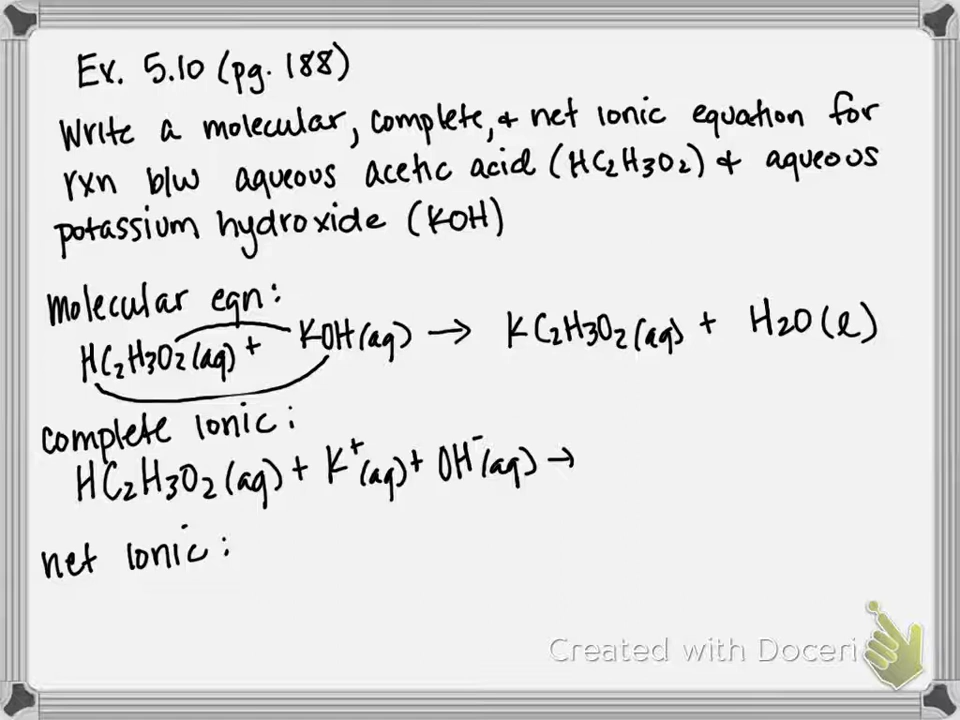 Ex. 5.10 (pg. 188)
Write a molecular, complete, + net ionic equation for
rxn b/w aqueous acetic acid (HC2H3O2) + aqueous
potassium hydroxide (KOH)
molecular eqn:
HC2H3O2(aq) + KOH(aq) → KC2H3O2(aq) + H2O(l)
complete ionic:
HC2H3O2(aq) + K+(aq) + OH-(aq) →
net ionic:
Created with Doceri